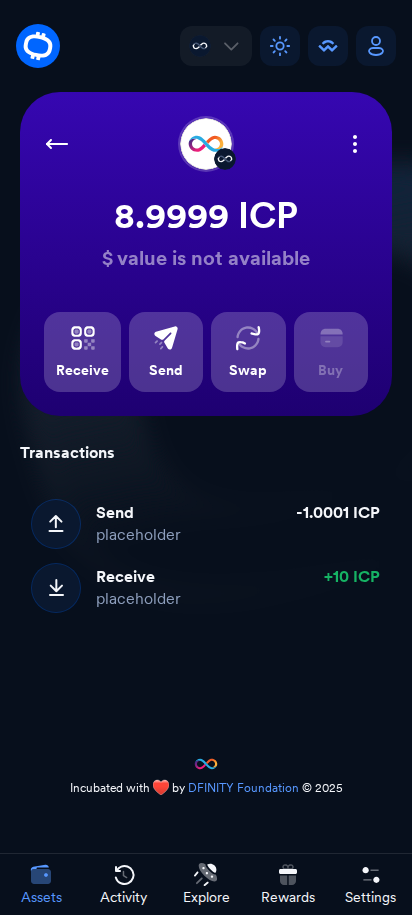 8.9999 ICP
$ value is not available
Receive
Send
Swap
Buy
Transactions
Send
-1.0001 ICP
placeholder
Receive
+10 ICP
placeholder
Incubated with ❤️ by DFINITY Foundation © 2025
Assets
Activity
Explore
Rewards
Settings